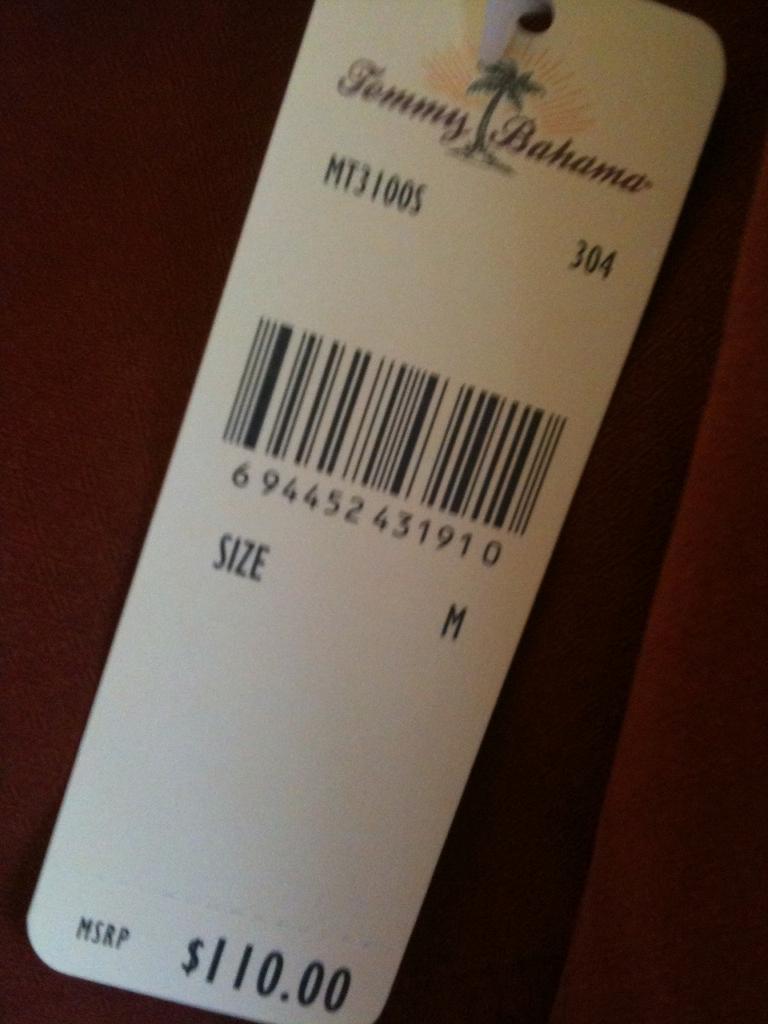 Tommy Bahama
MT3100S
304
6 94452 43191 0
SIZE
M
MSRP $110.00